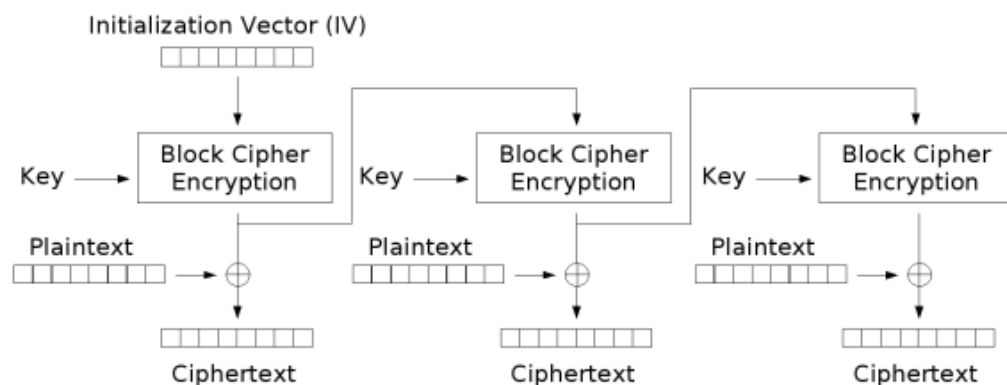 Initialization Vector (IV)
Key
Block Cipher
Encryption
Key
Block Cipher
Encryption
Key
Block Cipher
Encryption
Plaintext
Plaintext
Plaintext
Ciphertext
Ciphertext
Ciphertext